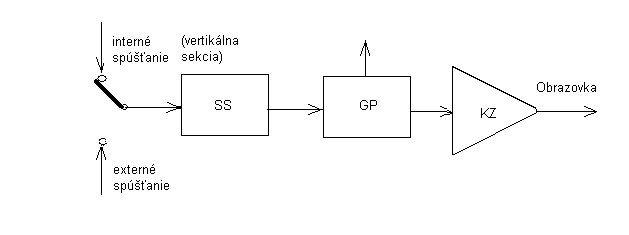 interné
spúšťanie
(vertikálna
sekcia)
SS
GP
KZ
Obrazovka
externé
spúšťanie